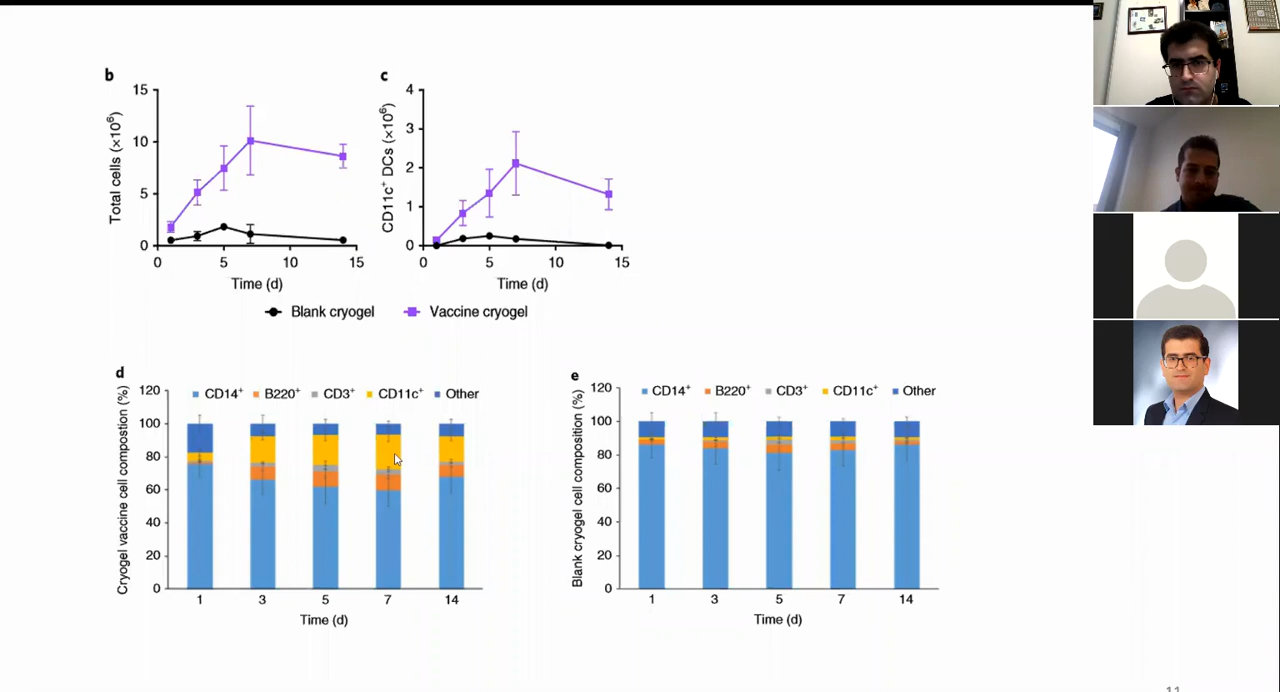 b
15
10
5
0
Total cells (×10⁶)
0 5 10 15
Time (d)
c
4
3
2
1
0
CD11c⁺ DCs (×10⁶)
0 5 10 15
Time (d)
Blank cryogel Vaccine cryogel
d
CD14⁺ B220⁺ CD3⁺ CD11c⁺ Other
120
100
80
60
40
20
0
Cryogel vaccine cell compostion (%)
1 3 5 7 14
Time (d)
e
CD14⁺ B220⁺ CD3⁺ CD11c⁺ Other
120
100
80
60
40
20
0
Blank cryogel cell composition (%)
1 3 5 7 14
Time (d)
11